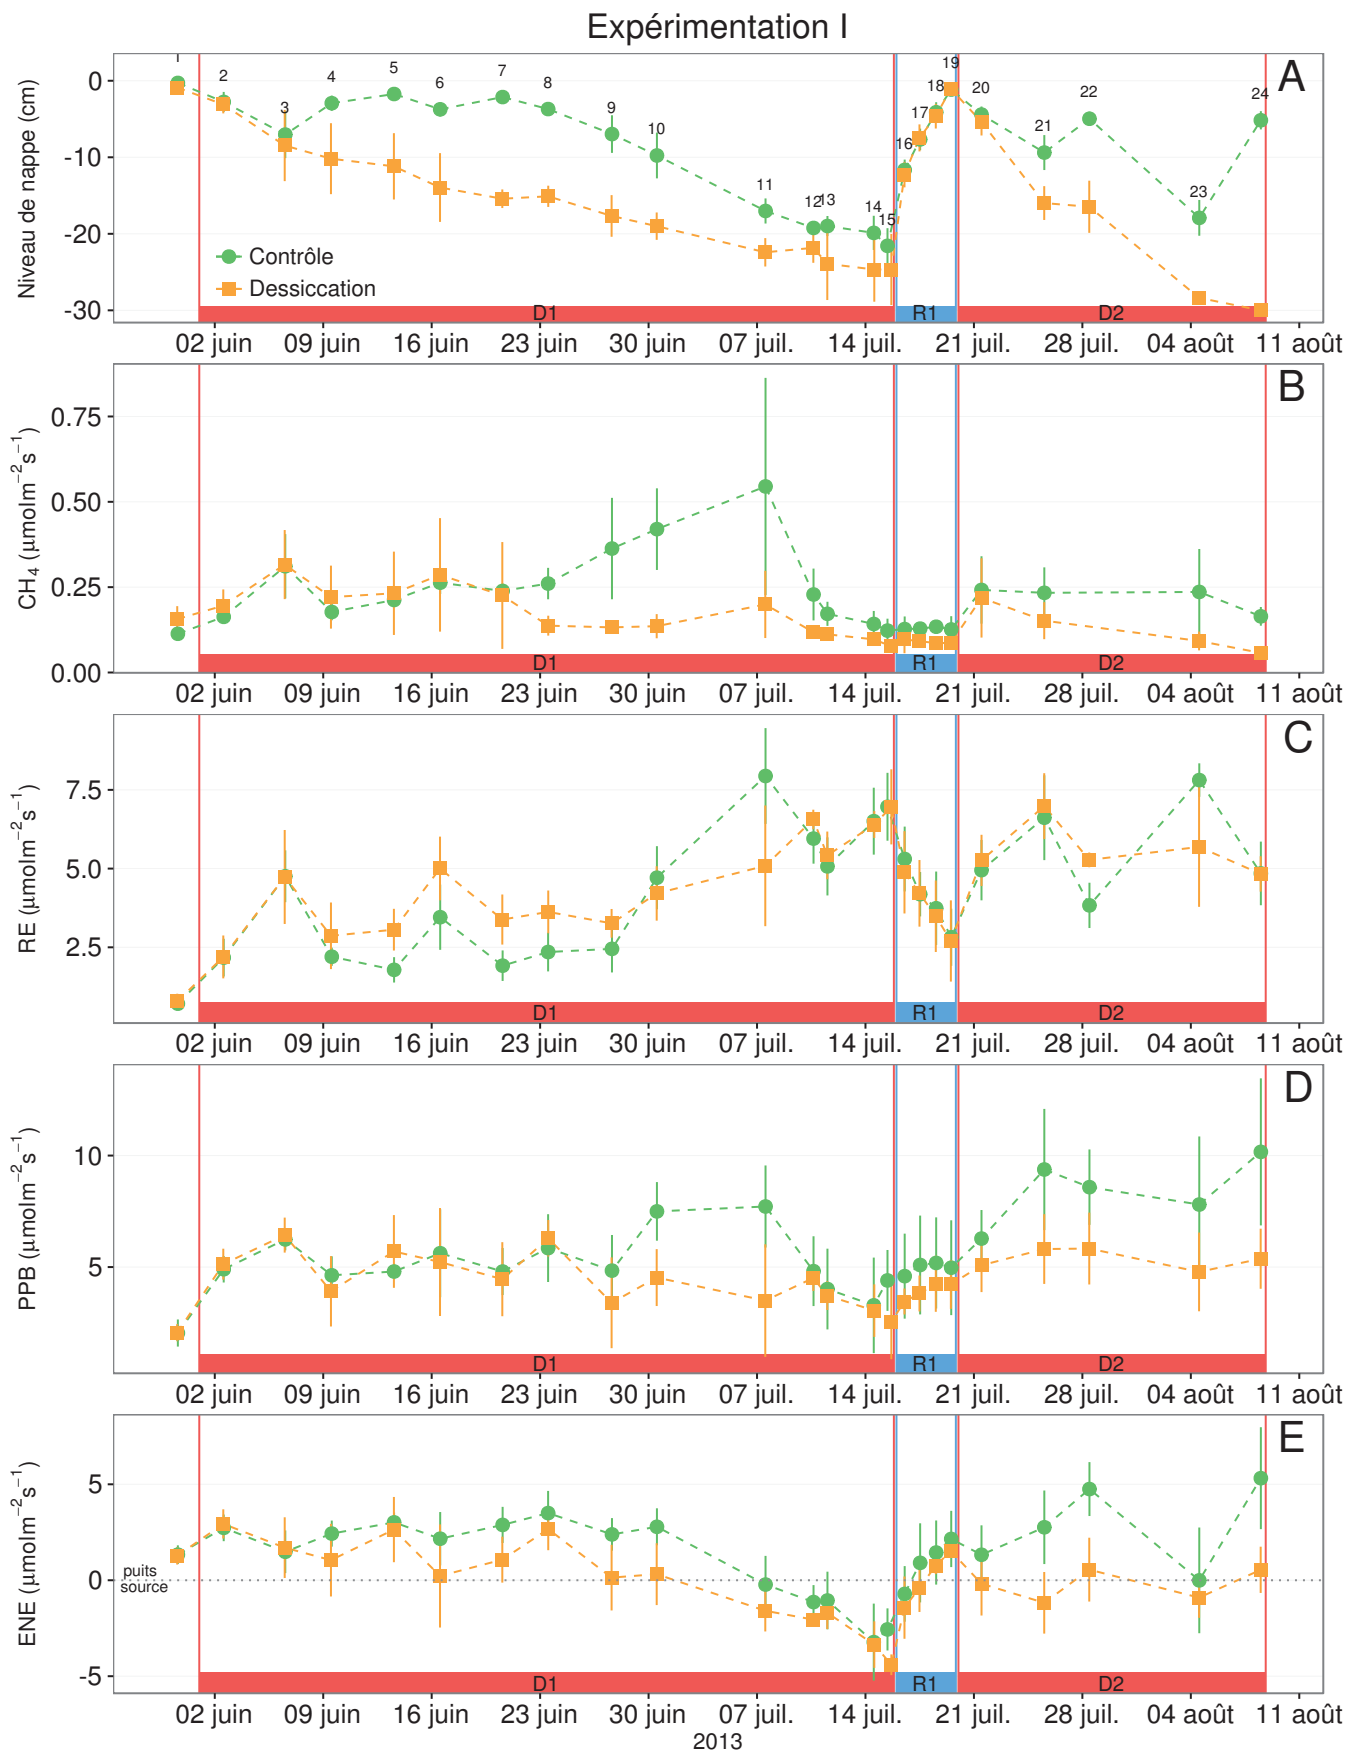 Expérimentation I
A
Niveau de nappe (cm)
0
-10
-20
-30
1 2 3 4 5 6 7 8 9 10 11 12 13 14 15 16 17 18 19 20 21 22 23 24
Contrôle
Dessiccation
D1 R1 D2
02 juin 09 juin 16 juin 23 juin 30 juin 07 juil. 14 juil. 21 juil. 28 juil. 04 août 11 août
B
CH₄ (µmolm⁻²s⁻¹)
0.75
0.50
0.25
0.00
D1 R1 D2
02 juin 09 juin 16 juin 23 juin 30 juin 07 juil. 14 juil. 21 juil. 28 juil. 04 août 11 août
C
RE (µmolm⁻²s⁻¹)
7.5
5.0
2.5
D1 R1 D2
02 juin 09 juin 16 juin 23 juin 30 juin 07 juil. 14 juil. 21 juil. 28 juil. 04 août 11 août
D
PPB (µmolm⁻²s⁻¹)
10
5
D1 R1 D2
02 juin 09 juin 16 juin 23 juin 30 juin 07 juil. 14 juil. 21 juil. 28 juil. 04 août 11 août
E
ENE (µmolm⁻²s⁻¹)
5
0
-5
puits
source
D1 R1 D2
02 juin 09 juin 16 juin 23 juin 30 juin 07 juil. 14 juil. 21 juil. 28 juil. 04 août 11 août
2013